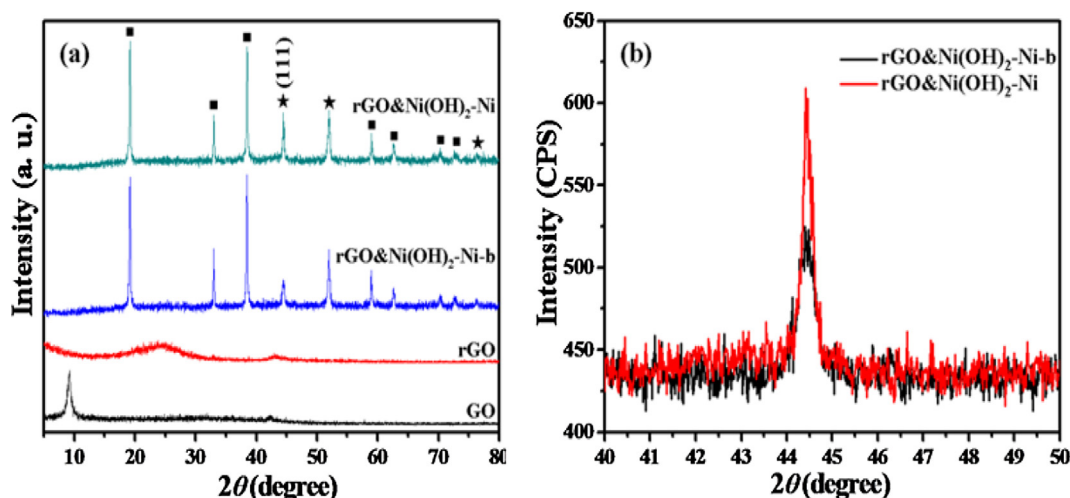 (a)
(111)
rGO&Ni(OH)₂-Ni
rGO&Ni(OH)₂-Ni-b
rGO
GO
Intensity (a. u.)
10 20 30 40 50 60 70 80
2θ (degree)
(b)
rGO&Ni(OH)₂-Ni-b
rGO&Ni(OH)₂-Ni
Intensity (CPS)
650
600
550
500
450
400
40 41 42 43 44 45 46 47 48 49 50
2θ (degree)